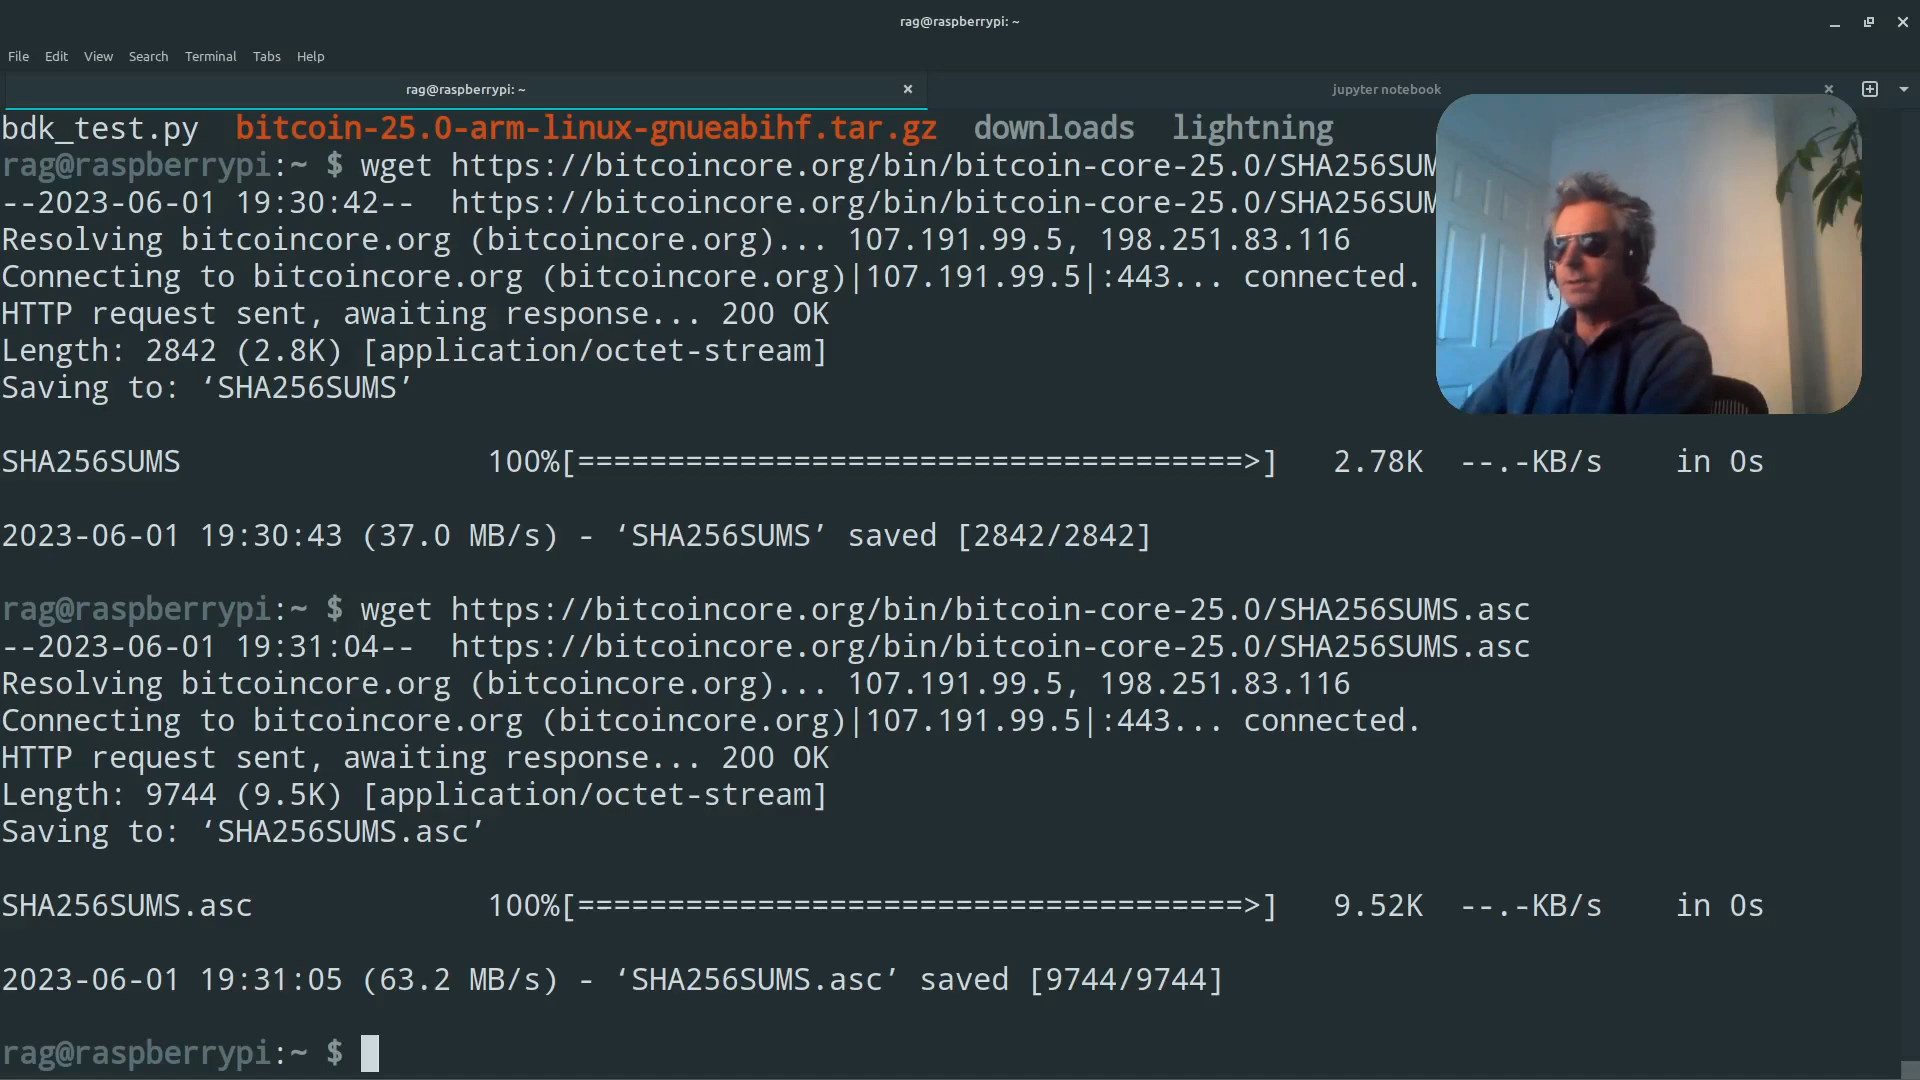 rag@raspberrypi: ~
File Edit View Search Terminal Tabs Help
rag@raspberrypi: ~ jupyter notebook
bdk_test.py bitcoin-25.0-arm-linux-gnueabihf.tar.gz downloads lightning
rag@raspberrypi:~ $ wget https://bitcoincore.org/bin/bitcoin-core-25.0/SHA256SUM
--2023-06-01 19:30:42-- https://bitcoincore.org/bin/bitcoin-core-25.0/SHA256SUM
Resolving bitcoincore.org (bitcoincore.org)... 107.191.99.5, 198.251.83.116
Connecting to bitcoincore.org (bitcoincore.org)|107.191.99.5|:443... connected.
HTTP request sent, awaiting response... 200 OK
Length: 2842 (2.8K) [application/octet-stream]
Saving to: ‘SHA256SUMS’
SHA256SUMS 100%[=====================================>] 2.78K --.-KB/s in 0s
2023-06-01 19:30:43 (37.0 MB/s) - ‘SHA256SUMS’ saved [2842/2842]
rag@raspberrypi:~ $ wget https://bitcoincore.org/bin/bitcoin-core-25.0/SHA256SUMS.asc
--2023-06-01 19:31:04-- https://bitcoincore.org/bin/bitcoin-core-25.0/SHA256SUMS.asc
Resolving bitcoincore.org (bitcoincore.org)... 107.191.99.5, 198.251.83.116
Connecting to bitcoincore.org (bitcoincore.org)|107.191.99.5|:443... connected.
HTTP request sent, awaiting response... 200 OK
Length: 9744 (9.5K) [application/octet-stream]
Saving to: ‘SHA256SUMS.asc’
SHA256SUMS.asc 100%[=====================================>] 9.52K --.-KB/s in 0s
2023-06-01 19:31:05 (63.2 MB/s) - ‘SHA256SUMS.asc’ saved [9744/9744]
rag@raspberrypi:~ $